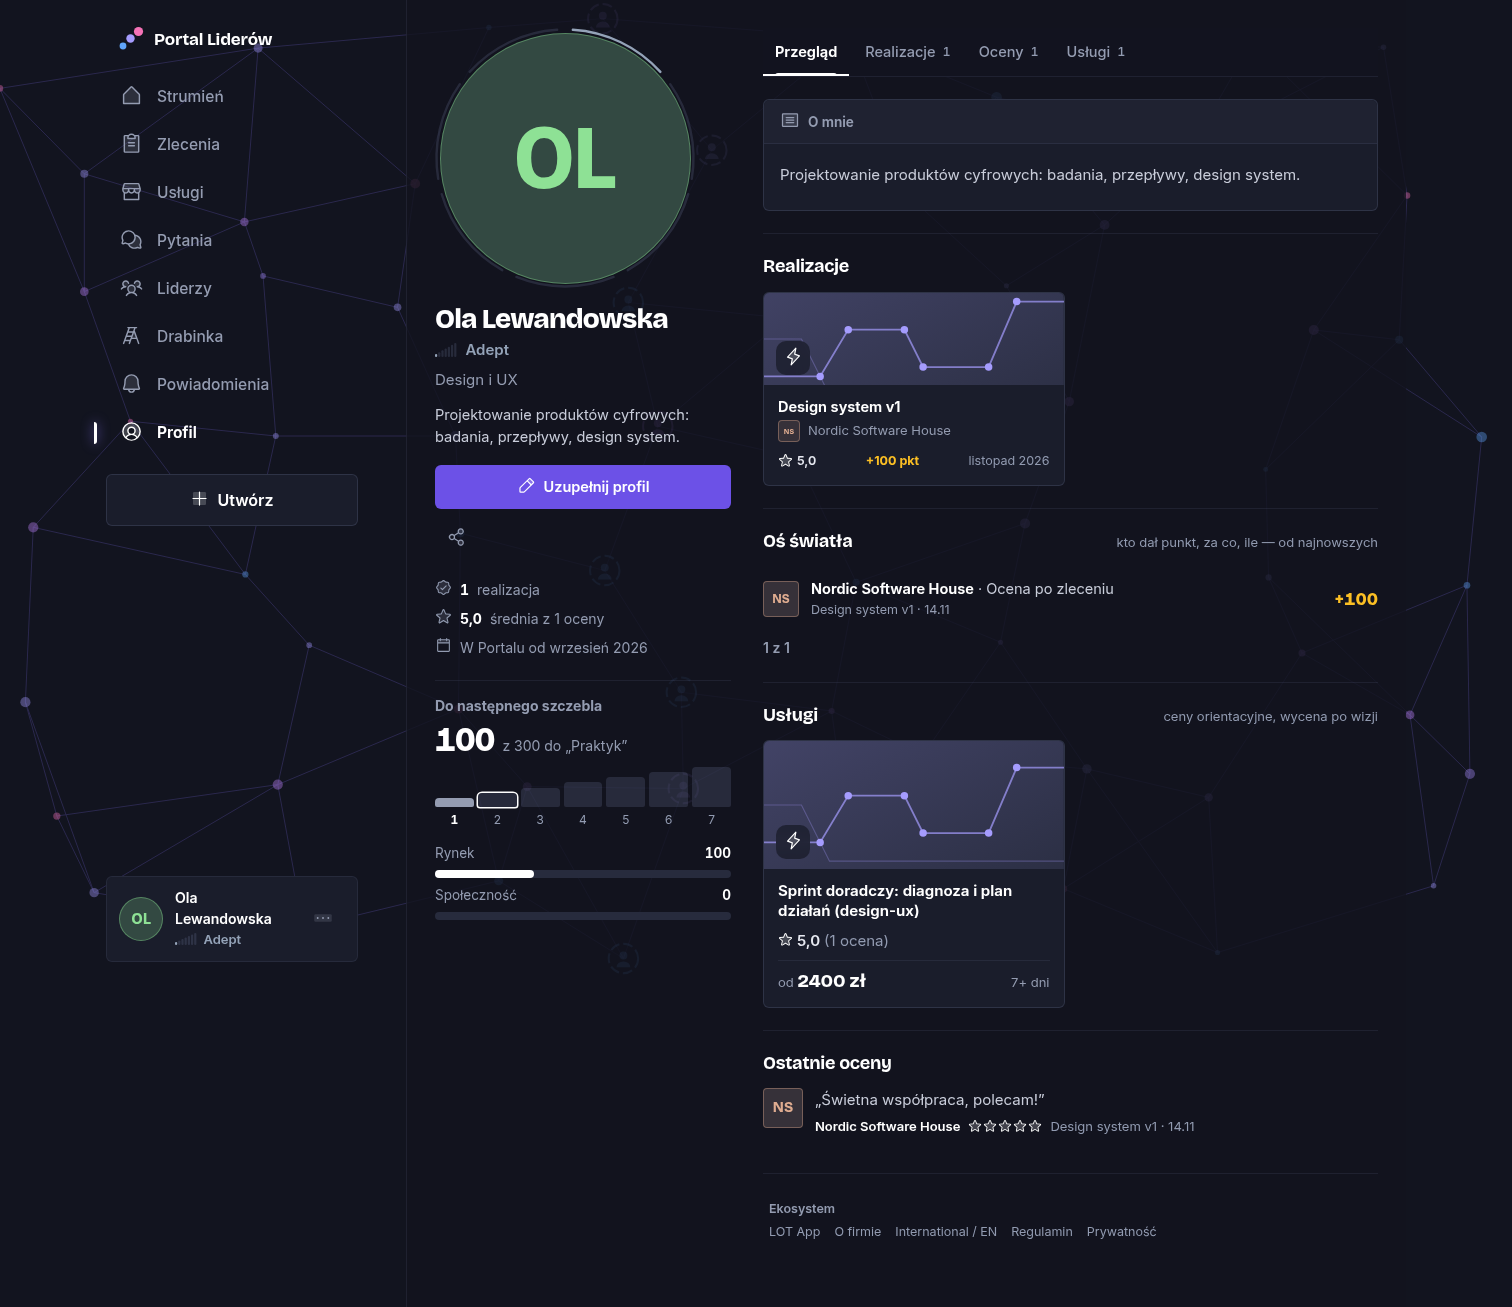 Portal Liderów
Strumień
Zlecenia
Usługi
Pytania
Liderzy
Drabinka
Powiadomienia
Profil
Utwórz
OL
Ola
Lewandowska
Adept
OL
Ola Lewandowska
Adept
Design i UX
Projektowanie produktów cyfrowych:
badania, przepływy, design system.
Uzupełnij profil
1 realizacja
5,0 średnia z 1 oceny
W Portalu od wrzesień 2026
Do następnego szczebla
100 z 300 do „Praktyk”
1 2 3 4 5 6 7
Rynek 100
Społeczność 0
Przegląd Realizacje 1 Oceny 1 Usługi 1
O mnie
Projektowanie produktów cyfrowych: badania, przepływy, design system.
Realizacje
Design system v1
NS Nordic Software House
5,0 +100 pkt listopad 2026
Oś światła kto dał punkt, za co, ile — od najnowszych
NS
Nordic Software House · Ocena po zleceniu
Design system v1 · 14.11
+100
1 z 1
Usługi ceny orientacyjne, wycena po wizji
Sprint doradczy: diagnoza i plan
działań (design-ux)
5,0 (1 ocena)
od 2400 zł 7+ dni
Ostatnie oceny
NS
„Świetna współpraca, polecam!”
Nordic Software House Design system v1 · 14.11
Ekosystem
LOT App O firmie International / EN Regulamin Prywatność